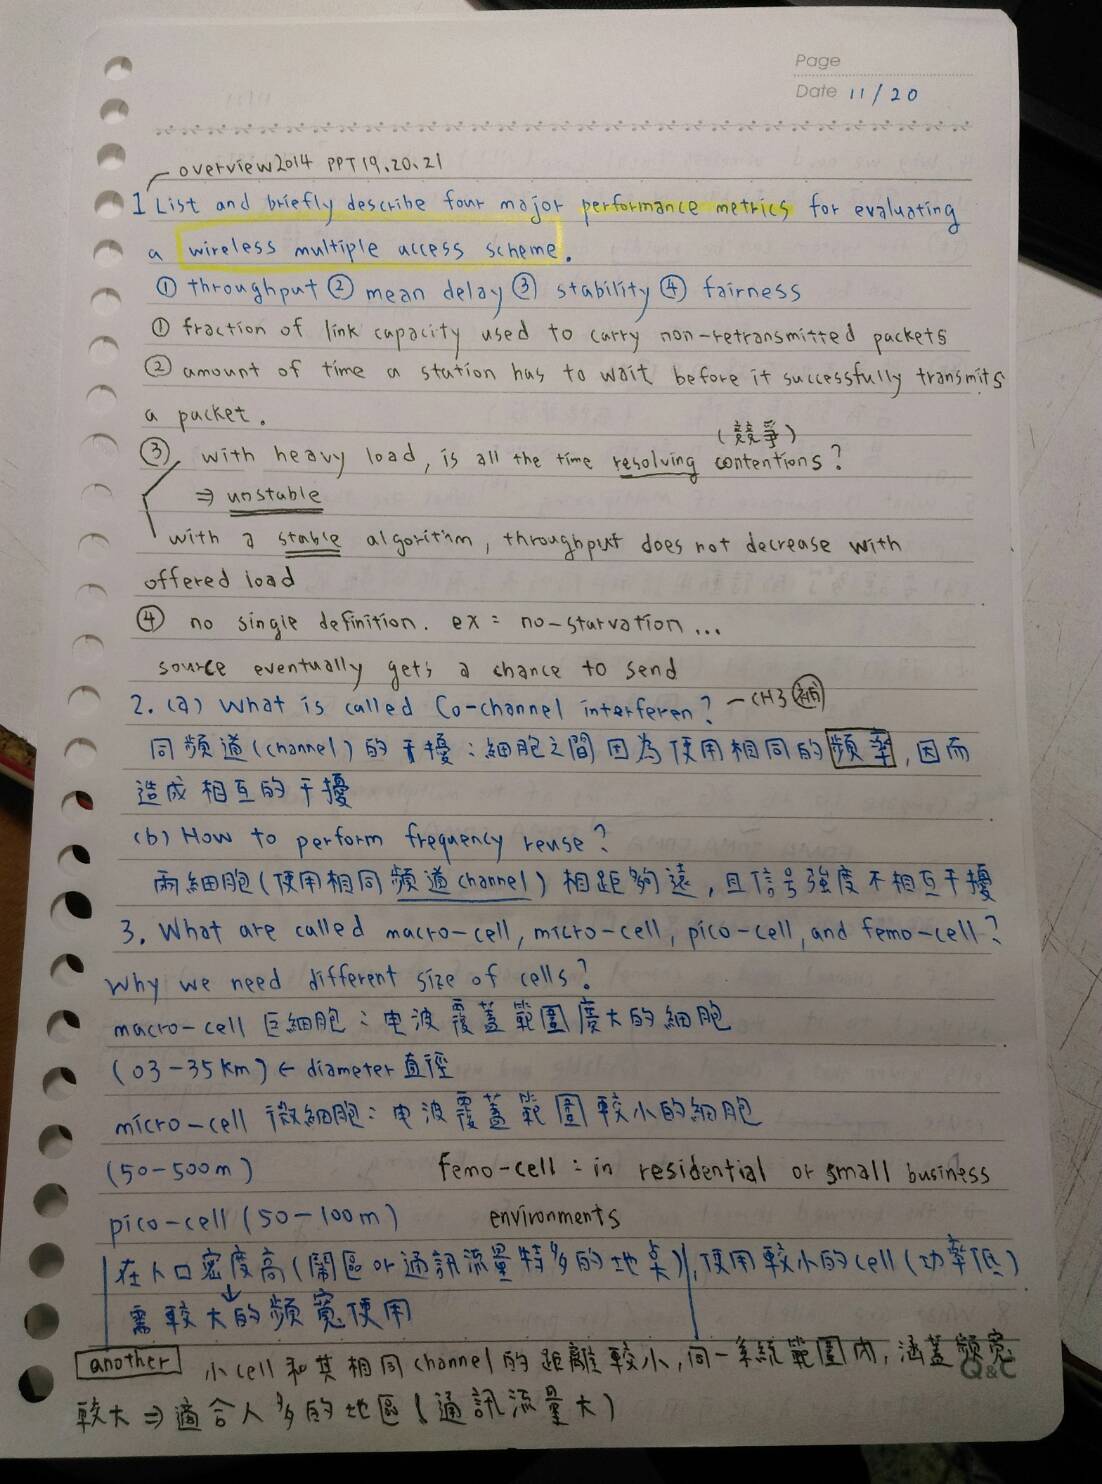 Page
Date 11/20
overview2014 PPT19.20.21
1 List and briefly describe four major performance metrics for evaluating
a wireless multiple access scheme.
① throughput ② mean delay ③ stability ④ fairness
① fraction of link capacity used to carry non-retransmitted packets
② amount of time a station has to wait before it successfully transmits
a packet.
(競爭)
③ with heavy load, is all the time resolving contentions?
⇒ unstable
with a stable algorithm, throughput does not decrease with
offered load
④ no single definition. ex: no-starvation...
source eventually gets a chance to send
2. (a) What is called Co-channel interferen? -CH3 補
同頻道(channel)的干擾:細胞之間因為使用相同的頻率,因而
造成相互的干擾
(b) How to perform frequency reuse?
兩細胞(使用相同頻道channel)相距夠遠,且信号強度不相互干擾
3. What are called macro-cell, micro-cell, pico-cell, and femo-cell?
Why we need different size of cells?
macro-cell 巨細胞:电波覆蓋範圍廣大的細胞
(03-35km) ← diameter 直徑
micro-cell 微細胞:电波覆蓋範圍較小的細胞
(50-500m) femo-cell: in residential or small business
pico-cell (50-100m) environments
在人口密度高(鬧區or通訊流量特多的地桌),使用較小的cell(功率低)
需較大的頻寬使用
another 小cell和其相同channel的距離較小,同一系統範圍內,涵蓋頻寬
較大⇒適合人多的地區(通訊流量大)
Q&C